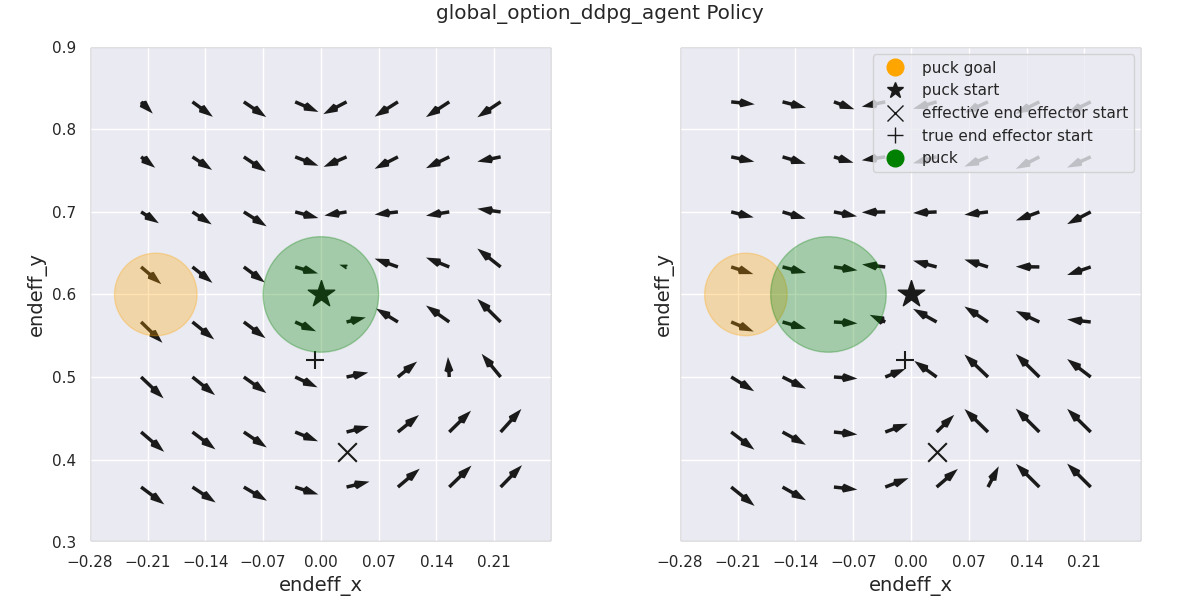 global_option_ddpg_agent Policy
0.9
0.8
0.7
0.6
0.5
0.4
0.3
endeff_y
−0.28 −0.21 −0.14 −0.07 0.00 0.07 0.14 0.21
endeff_x
puck goal
puck start
effective end effector start
true end effector start
puck
endeff_y
−0.28 −0.21 −0.14 −0.07 0.00 0.07 0.14 0.21
endeff_x